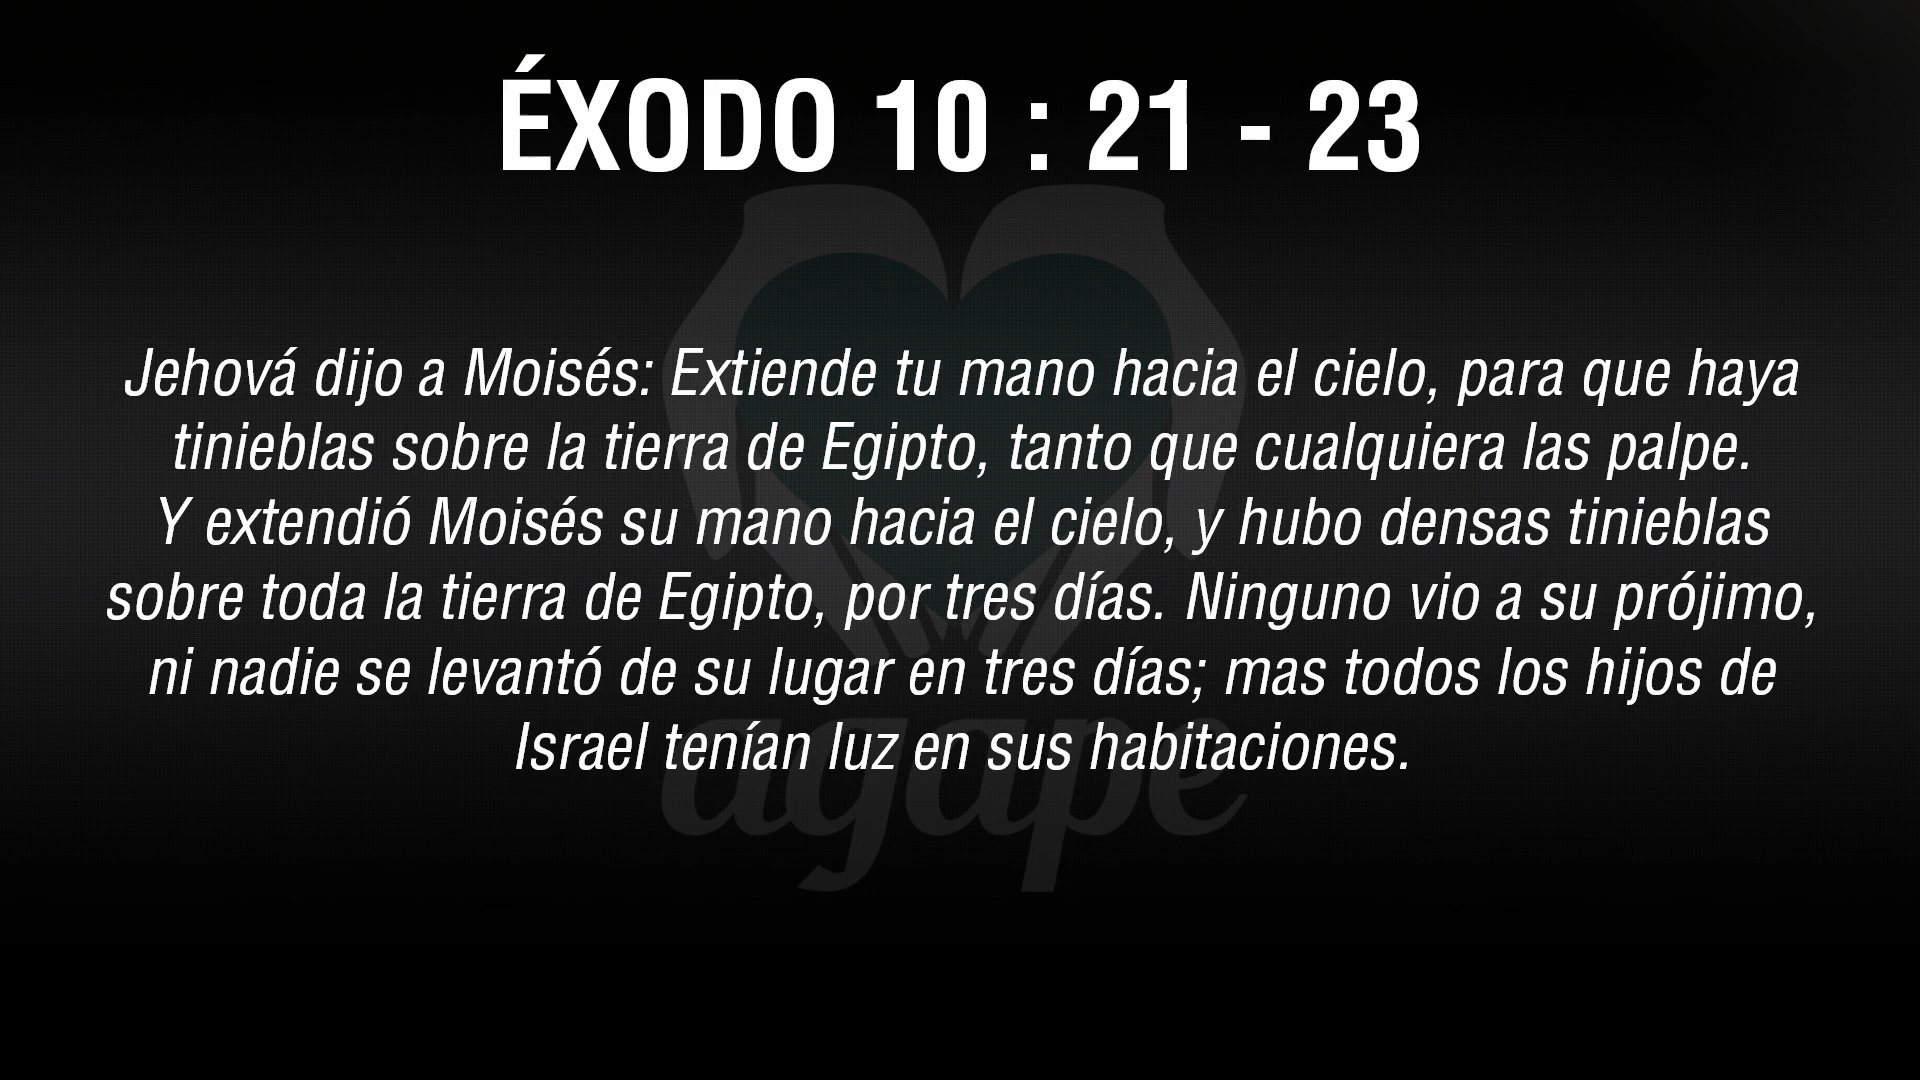 ÉXODO 10 : 21 - 23
Jehová dijo a Moisés: Extiende tu mano hacia el cielo, para que haya
tinieblas sobre la tierra de Egipto, tanto que cualquiera las palpe.
Y extendió Moisés su mano hacia el cielo, y hubo densas tinieblas
sobre toda la tierra de Egipto, por tres días. Ninguno vio a su prójimo,
ni nadie se levantó de su lugar en tres días; mas todos los hijos de
Israel tenían luz en sus habitaciones.
agape